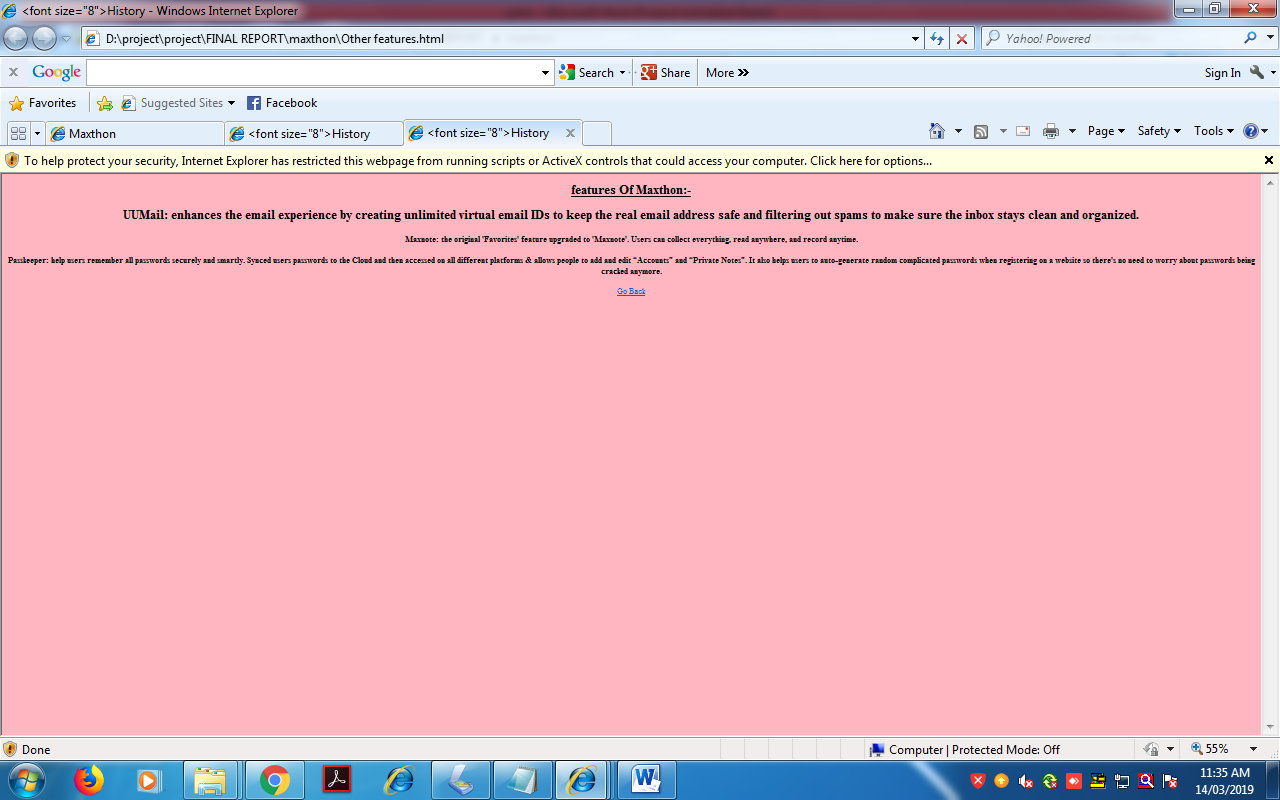 <font size="8">History - Windows Internet Explorer
D:\project\project\FINAL REPORT\maxthon\Other features.html
Yahoo! Powered
Google
Search
Share
More »
Sign In
Favorites
Suggested Sites
Facebook
Maxthon
<font size="8">History
<font size="8">History
Page
Safety
Tools
To help protect your security, Internet Explorer has restricted this webpage from running scripts or ActiveX controls that could access your computer. Click here for options...
features Of Maxthon:-
UUMail: enhances the email experience by creating unlimited virtual email IDs to keep the real email address safe and filtering out spams to make sure the inbox stays clean and organized.
Maxnote: the original 'Favorites' feature upgraded to 'Maxnote'. Users can collect everything, read anywhere, and record anytime.
Passkeeper: help users remember all passwords securely and smartly. Synced users passwords to the Cloud and then accessed on all different platforms & allows people to add and edit “Accounts” and “Private Notes”. It also helps users to auto-generate random complicated passwords when registering on a website so there's no need to worry about passwords being
cracked anymore.
Go Back
Done
Computer | Protected Mode: Off
55%
11:35 AM
14/03/2019